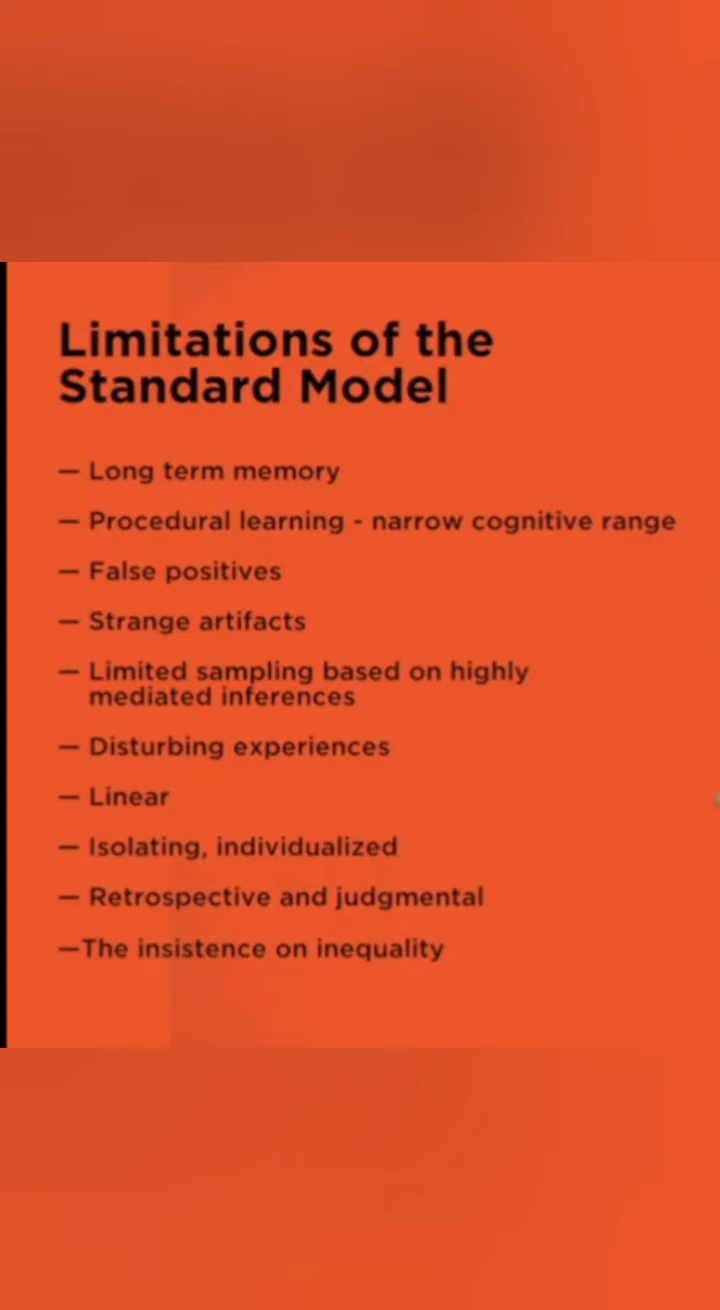 Limitations of the
Standard Model
— Long term memory
— Procedural learning - narrow cognitive range
— False positives
— Strange artifacts
— Limited sampling based on highly
mediated inferences
— Disturbing experiences
— Linear
— Isolating, individualized
— Retrospective and judgmental
—The insistence on inequality